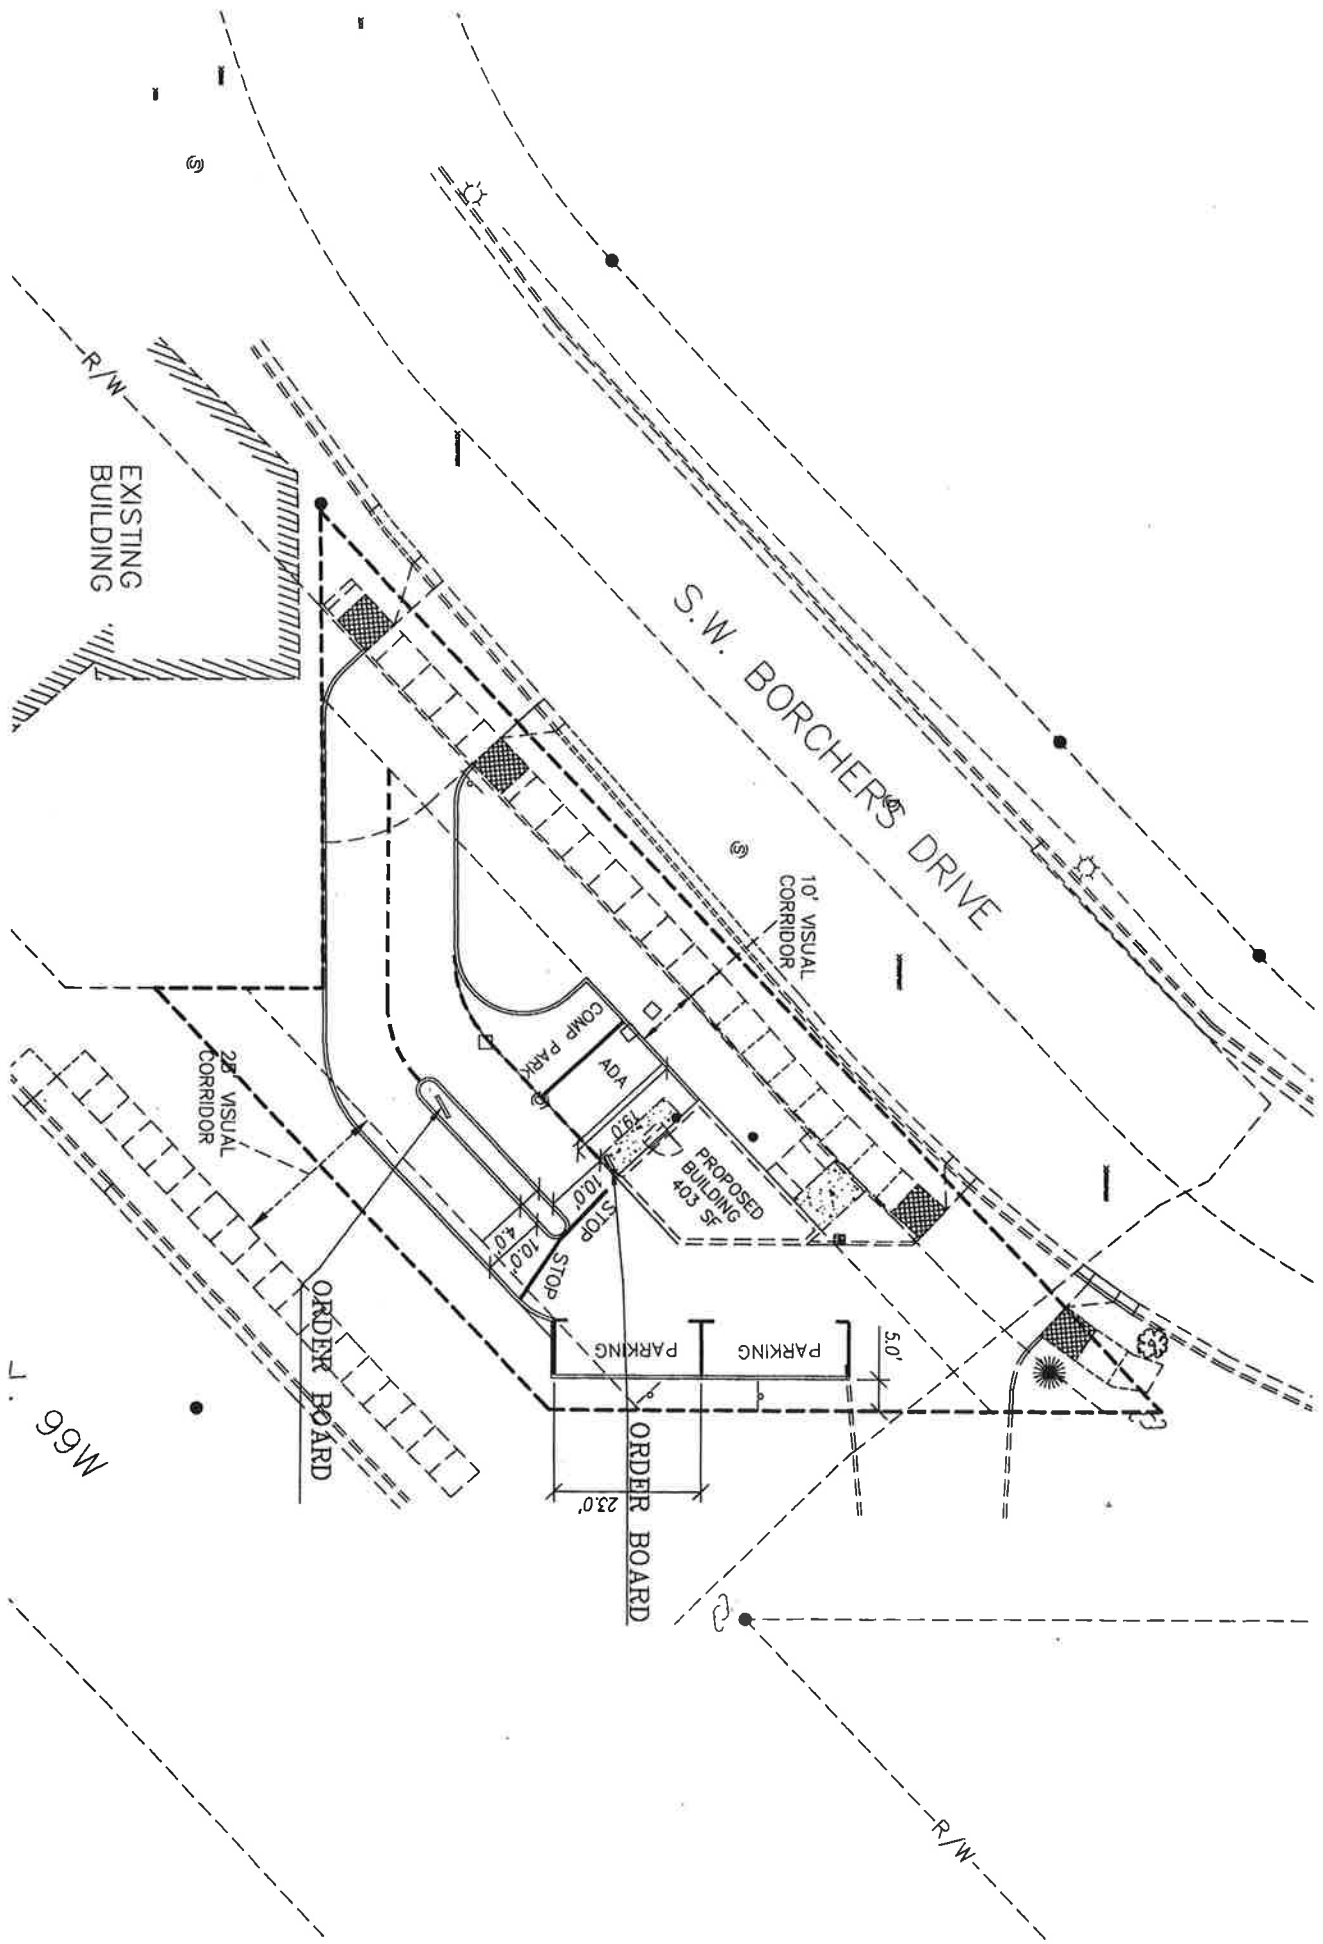 R/W
EXISTING
BUILDING
S.W. BORCHERS DRIVE
10' VISUAL
CORRIDOR
COMP PARK
ADA
19.0'
PROPOSED
BUILDING
403 SF
VISUAL
CORRIDOR
10.0'
STOP
4.0'
10.0'
STOP
PARKING
PARKING
5.0'
23.0'
ORDER BOARD
ORDER BOARD
99W
R/W
(S)
(S)